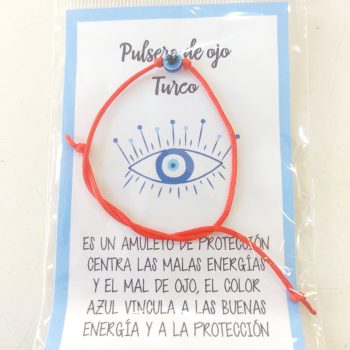 Pulsera de ojo
Turco
ES UN AMULETO DE PROTECCIÓN
CENTRA LAS MALAS ENERGÍAS
Y EL MAL DE OJO, EL COLOR
AZUL VINCULA A LAS BUENAS
ENERGÍA Y A LA PROTECCIÓN